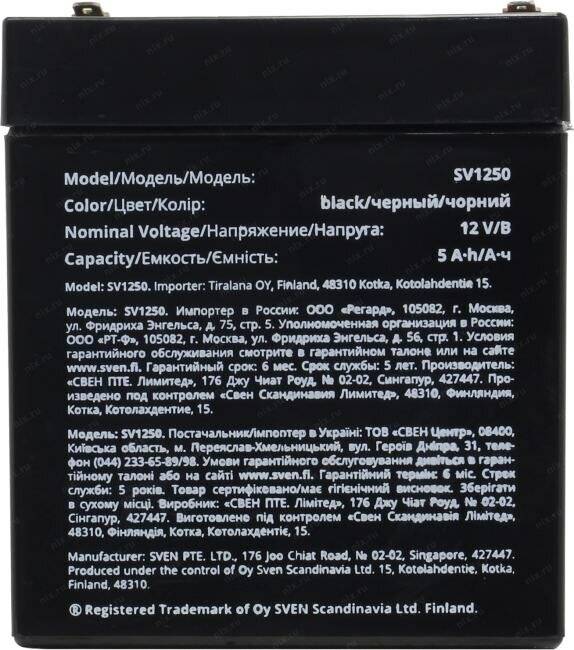 Model/Модель/Модель: SV1250
Color/Цвет/Колір: black/черный/чорний
Nominal Voltage/Напряжение/Напруга: 12 V/В
Capacity/Емкость/Ємність: 5 A·h/А·ч
Model: SV1250. Importer: Tiralana OY, Finland, 48310 Kotka, Kotolahdentie 15.
Модель: SV1250. Импортер в России: ООО «Регард», 105082, г. Москва,
ул. Фридриха Энгельса, д. 75, стр. 5. Уполномоченная организация в России:
ООО «РТ-Ф», 105082, г. Москва, ул. Фридриха Энгельса, д. 56, стр. 1. Условия
гарантийного обслуживания смотрите в гарантийном талоне или на сайте
www.sven.fi. Гарантийный срок: 6 мес. Срок службы: 5 лет. Производитель:
«СВЕН ПТЕ. Лимитед», 176 Джу Чиат Роуд, № 02-02, Сингапур, 427447. Про-
изведено под контролем «Свен Скандинавия Лимитед», 48310, Финляндия,
Котка, Котолахдентие, 15.
Модель: SV1250. Постачальник/імпортер в Україні: ТОВ «СВЕН Центр», 08400,
Київська область, м. Переяслав-Хмельницький, вул. Героїв Дніпра, 31, теле-
фон (044) 233-65-89/98. Умови гарантійного обслуговування дивіться в гаран-
тійному талоні або на сайті www.sven.fi. Гарантійний термін: 6 міс. Строк
служби: 5 років. Товар сертифіковано/має гігієнічний висновок. Зберігати
в сухому місці. Виробник: «СВЕН ПТЕ. Лімітед», 176 Джу Чіат Роуд, № 02-02,
Сінгапур, 427447. Виготовлено під контролем «Свен Скандинавія Лімітед»,
48310, Фінляндія, Котка, Котолахдентіє, 15.
Manufacturer: SVEN PTE. LTD., 176 Joo Chiat Road, № 02-02, Singapore, 427447.
Produced under the control of Oy Sven Scandinavia Ltd. 15, Kotolahdentie, Kotka,
Finland, 48310.
® Registered Trademark of Oy SVEN Scandinavia Ltd. Finland.